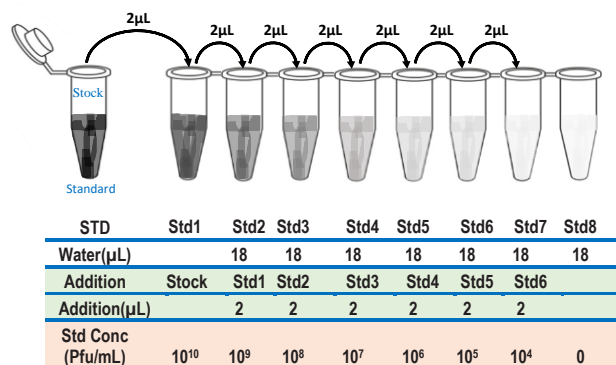 2µL 2µL 2µL 2µL 2µL 2µL 2µL
Stock
Standard
STD Std1 Std2 Std3 Std4 Std5 Std6 Std7 Std8
Water(µL) 18 18 18 18 18 18 18
Addition Stock Std1 Std2 Std3 Std4 Std5 Std6
Addition(µL) 2 2 2 2 2 2
Std Conc
(Pfu/mL) 10¹⁰ 10⁹ 10⁸ 10⁷ 10⁶ 10⁵ 10⁴ 0